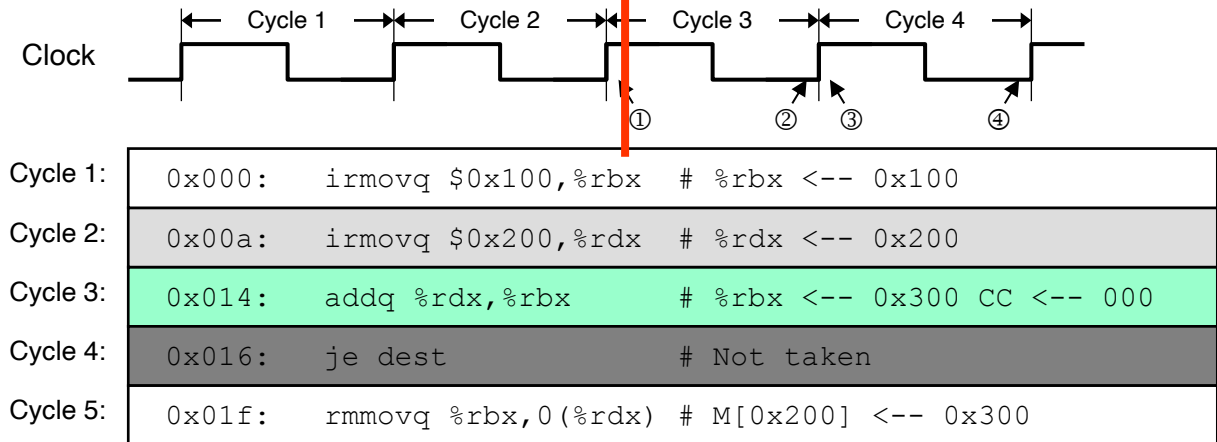 Cycle 1 Cycle 2 Cycle 3 Cycle 4
Clock
① ② ③ ④
Cycle 1: 0x000: irmovq $0x100,%rbx # %rbx <-- 0x100
Cycle 2: 0x00a: irmovq $0x200,%rdx # %rdx <-- 0x200
Cycle 3: 0x014: addq %rdx,%rbx # %rbx <-- 0x300 CC <-- 000
Cycle 4: 0x016: je dest # Not taken
Cycle 5: 0x01f: rmmovq %rbx,0(%rdx) # M[0x200] <-- 0x300